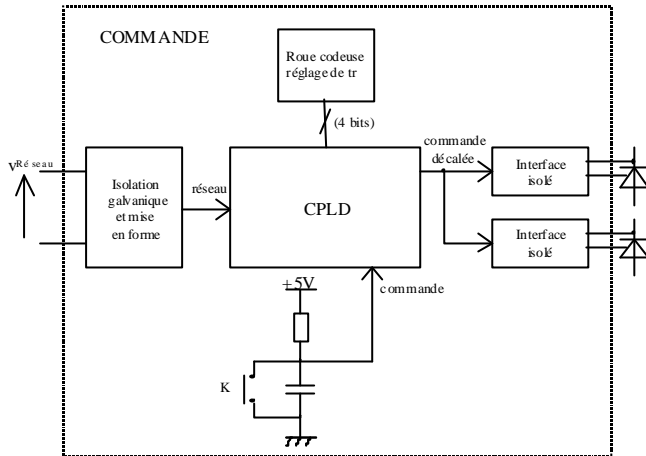 COMMANDE
Roue codeuse
réglage de tr
(4 bits)
vRéseau
Isolation
galvanique
et mise
en forme
réseau
CPLD
commande
décalée
Interface
isolé
Interface
isolé
+5V
commande
K